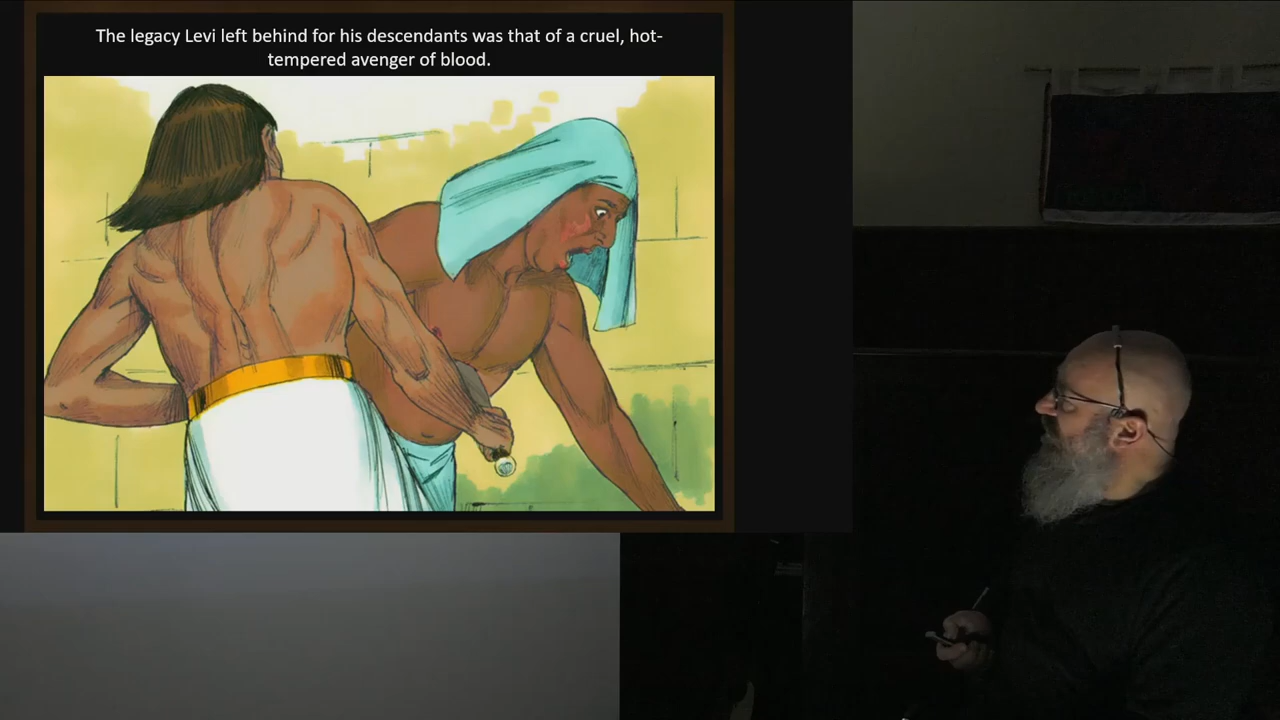 The legacy Levi left behind for his descendants was that of a cruel, hot-
tempered avenger of blood.